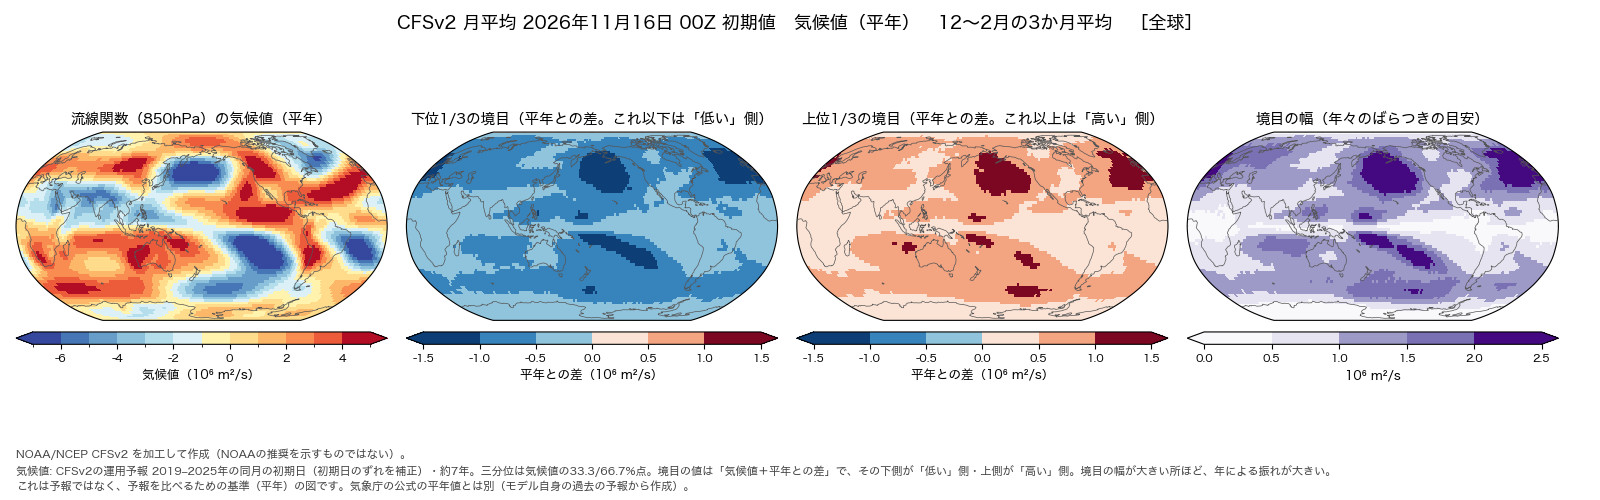 CFSv2 月平均 2026年11月16日 00Z 初期値　気候値（平年）　12～2月の3か月平均　［全球］
流線関数（850hPa）の気候値（平年）
下位1/3の境目（平年との差。これ以下は「低い」側）
上位1/3の境目（平年との差。これ以上は「高い」側）
境目の幅（年々のばらつきの目安）
-6 -4 -2 0 2 4
-1.5 -1.0 -0.5 0.0 0.5 1.0 1.5
-1.5 -1.0 -0.5 0.0 0.5 1.0 1.5
0.0 0.5 1.0 1.5 2.0 2.5
気候値（10⁶ m²/s）
平年との差（10⁶ m²/s）
平年との差（10⁶ m²/s）
10⁶ m²/s
NOAA/NCEP CFSv2 を加工して作成（NOAAの推奨を示すものではない）。
気候値: CFSv2の運用予報 2019–2025年の同月の初期日（初期日のずれを補正）・約7年。三分位は気候値の33.3/66.7%点。境目の値は「気候値＋平年との差」で、その下側が「低い」側・上側が「高い」側。境目の幅が大きい所ほど、年による振れが大きい。
これは予報ではなく、予報を比べるための基準（平年）の図です。気象庁の公式の平年値とは別（モデル自身の過去の予報から作成）。